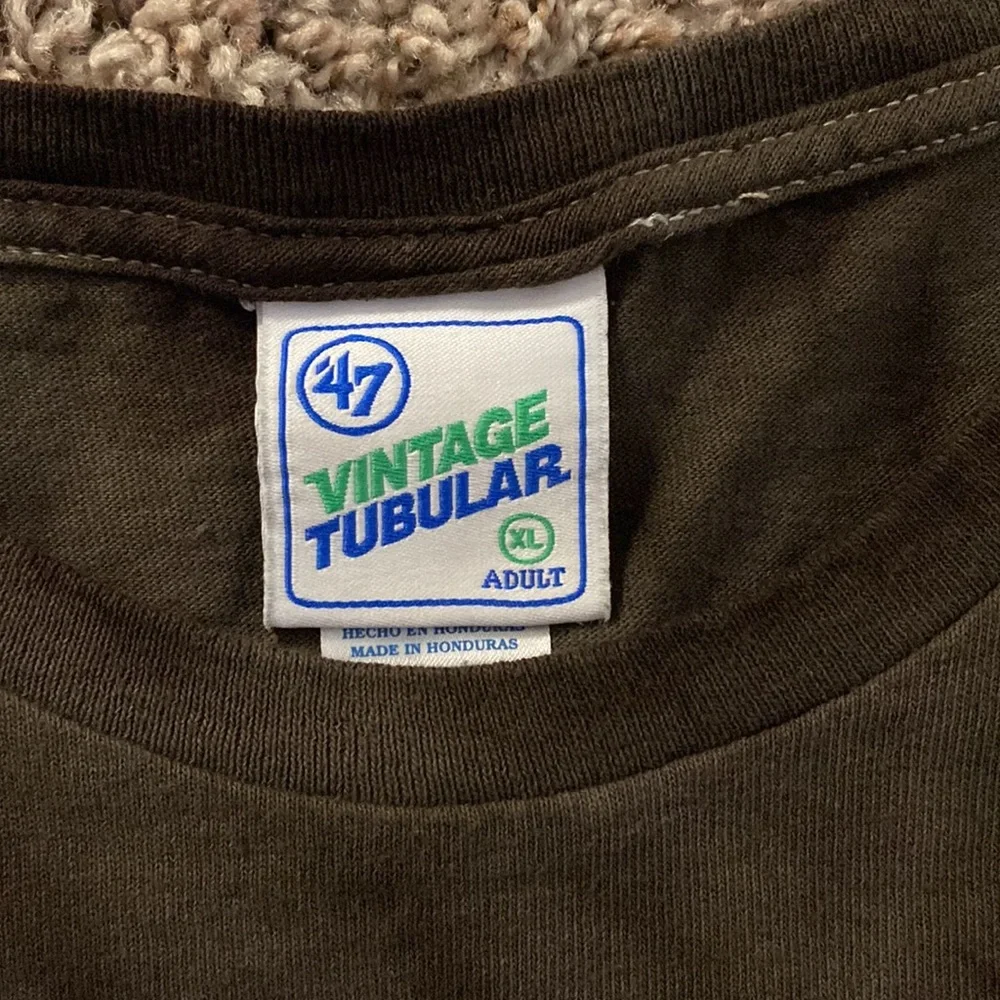 '47
VINTAGE
TUBULAR
XL
ADULT
HECHO EN HONDURAS
MADE IN HONDURAS